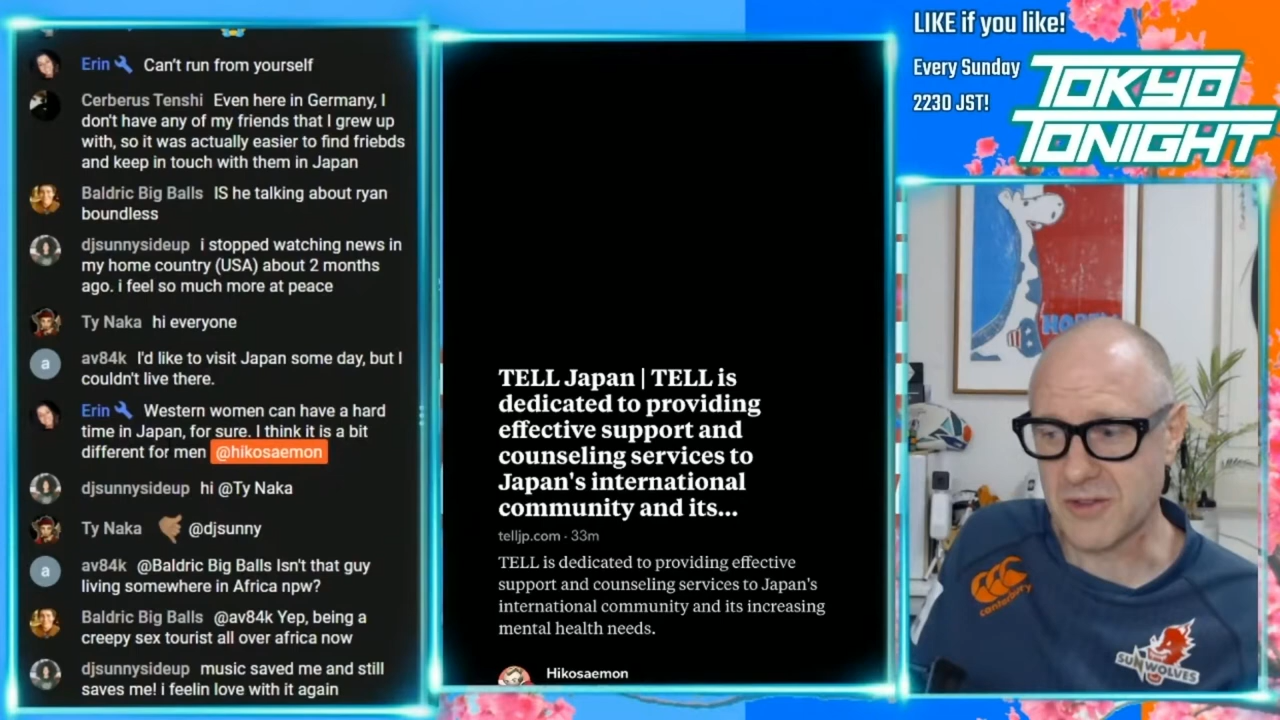 Erin Can't run from yourself
Cerberus Tenshi Even here in Germany, I
don't have any of my friends that I grew up
with, so it was actually easier to find friebds
and keep in touch with them in Japan
Baldric Big Balls IS he talking about ryan
boundless
djsunnysideup i stopped watching news in
my home country (USA) about 2 months
ago. i feel so much more at peace
Ty Naka hi everyone
a
av84k I'd like to visit Japan some day, but I
couldn't live there.
Erin Western women can have a hard
time in Japan, for sure. I think it is a bit
different for men @hikosaemon
djsunnysideup hi @Ty Naka
Ty Naka @djsunny
a
av84k @Baldric Big Balls Isn't that guy
living somewhere in Africa npw?
Baldric Big Balls @av84k Yep, being a
creepy sex tourist all over africa now
djsunnysideup music saved me and still
saves me! i feelin love with it again
TELL Japan | TELL is
dedicated to providing
effective support and
counseling services to
Japan's international
community and its...
telljp.com · 33m
TELL is dedicated to providing effective
support and counseling services to Japan's
international community and its increasing
mental health needs.
Hikosaemon
LIKE if you like!
Every Sunday
2230 JST!
TOKYO
TONIGHT
canterbury
SUNWOLVES